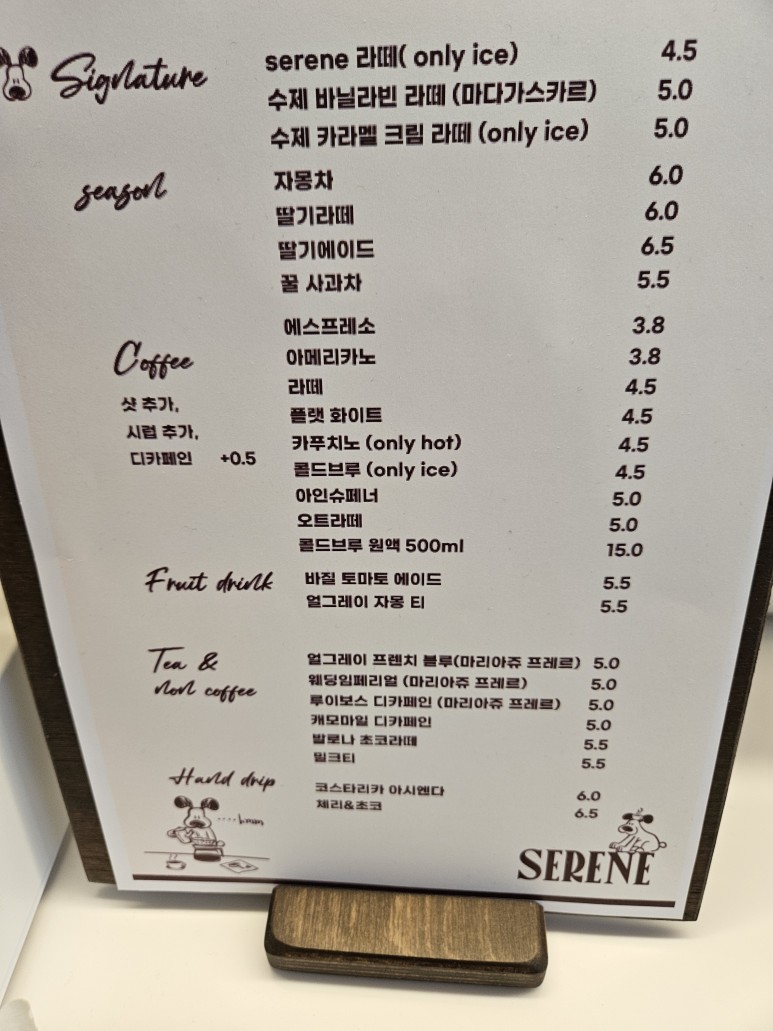 Signature
serene 라떼( only ice) 4.5
수제 바닐라빈 라떼 (마다가스카르) 5.0
수제 카라멜 크림 라떼 (only ice) 5.0
season
자몽차 6.0
딸기라떼 6.0
딸기에이드 6.5
꿀 사과차 5.5
Coffee
샷 추가,
시럽 추가,
디카페인 +0.5
에스프레소 3.8
아메리카노 3.8
라떼 4.5
플랫 화이트 4.5
카푸치노 (only hot) 4.5
콜드브루 (only ice) 4.5
아인슈페너 5.0
오트라떼 5.0
콜드브루 원액 500ml 15.0
Fruit drink
바질 토마토 에이드 5.5
얼그레이 자몽 티 5.5
Tea &
non coffee
얼그레이 프렌치 블루(마리아쥬 프레르) 5.0
웨딩임페리얼 (마리아쥬 프레르) 5.0
루이보스 디카페인 (마리아쥬 프레르) 5.0
캐모마일 디카페인 5.0
발로나 초코라떼 5.5
밀크티 5.5
Hand drip
코스타리카 아시엔다 6.0
체리&초코 6.5
....hmm
SERENE